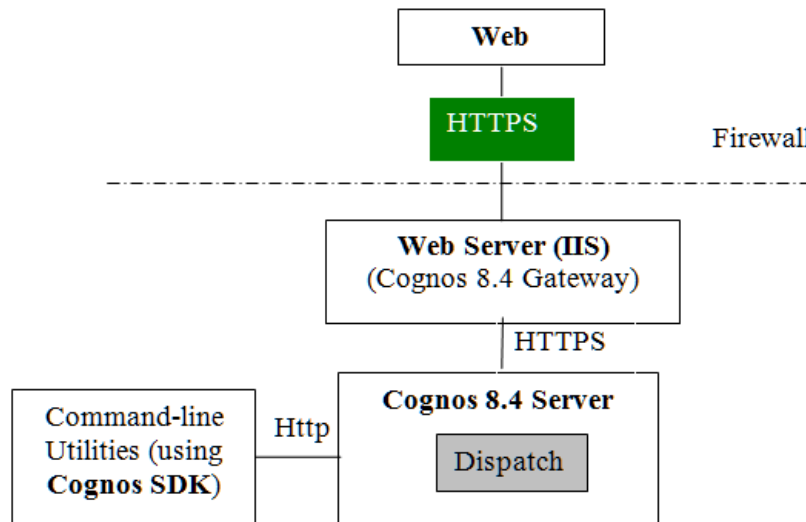 Web
HTTPS
Firewall
Web Server (IIS)
(Cognos 8.4 Gateway)
HTTPS
Cognos 8.4 Server
Command-line
Utilities (using
Cognos SDK)
Http
Dispatch